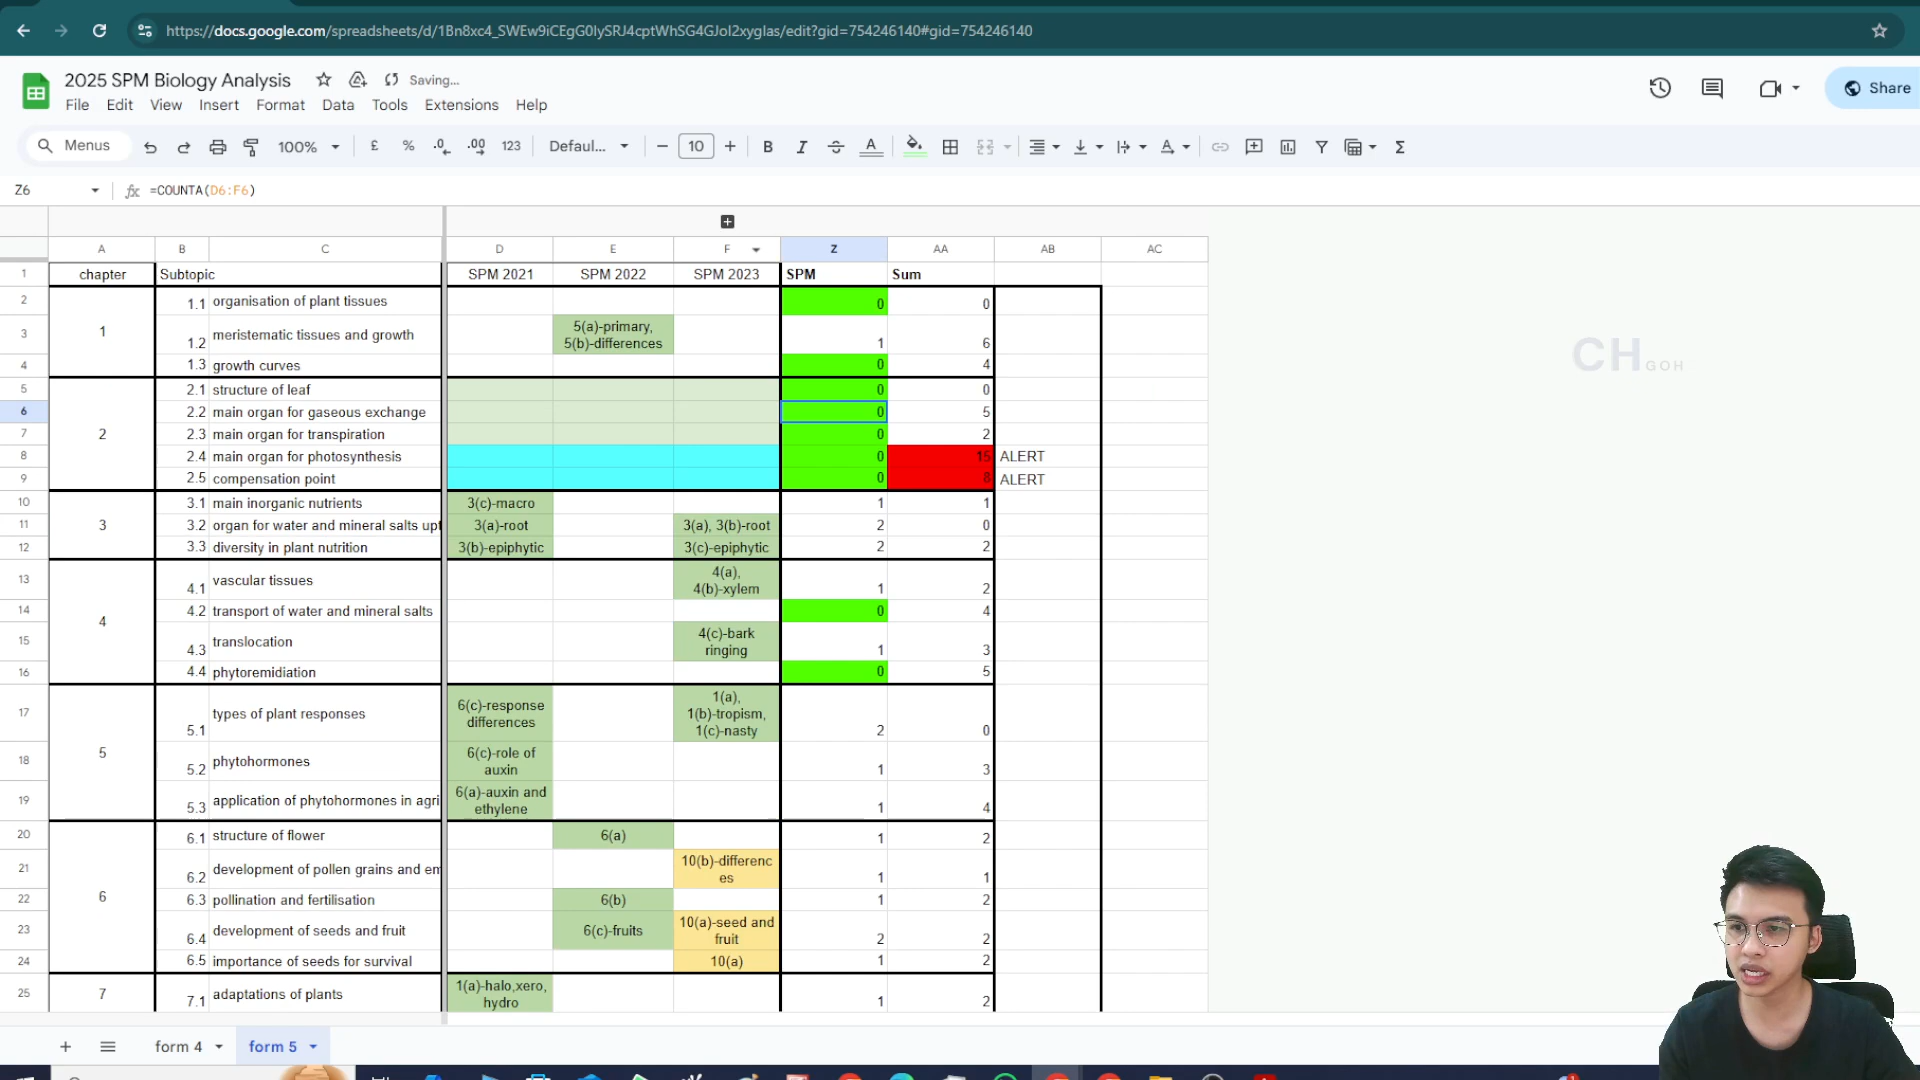 https://docs.google.com/spreadsheets/d/1Bn8xc4_SWEw9iCEgG0lySRJ4cptWhSG4GJol2xyglas/edit?gid=754246140#gid=754246140
2025 SPM Biology Analysis Saving...
File Edit View Insert Format Data Tools Extensions Help
Share
Menus 100% £ % .0 .00 123 Defaul... 10 B I A Σ
Z6 fx =COUNTA(D6:F6)
A B C D E F Z AA AB AC
1 chapter Subtopic SPM 2021 SPM 2022 SPM 2023 SPM Sum
2 1.1 organisation of plant tissues 0 0
3 1 1.2 meristematic tissues and growth 5(a)-primary, 5(b)-differences 1 6
4 1.3 growth curves 0 4
5 2.1 structure of leaf 0 0
6 2.2 main organ for gaseous exchange 0 5
7 2 2.3 main organ for transpiration 0 2
8 2.4 main organ for photosynthesis 0 15 ALERT
9 2.5 compensation point 0 8 ALERT
10 3.1 main inorganic nutrients 3(c)-macro 1 1
11 3 3.2 organ for water and mineral salts upt 3(a)-root 3(a), 3(b)-root 2 0
12 3.3 diversity in plant nutrition 3(b)-epiphytic 3(c)-epiphytic 2 2
13 4.1 vascular tissues 4(a), 4(b)-xylem 1 2
14 4 4.2 transport of water and mineral salts 0 4
15 4.3 translocation 4(c)-bark ringing 1 3
16 4.4 phytoremidiation 0 5
17 5.1 types of plant responses 6(c)-response differences 1(a), 1(b)-tropism, 1(c)-nasty 2 0
18 5 5.2 phytohormones 6(c)-role of auxin 1 3
19 5.3 application of phytohormones in agri 6(a)-auxin and ethylene 1 4
20 6.1 structure of flower 6(a) 1 2
21 6.2 development of pollen grains and em 10(b)-differences 1 1
22 6 6.3 pollination and fertilisation 6(b) 1 2
23 6.4 development of seeds and fruit 6(c)-fruits 10(a)-seed and fruit 2 2
24 6.5 importance of seeds for survival 10(a) 1 2
25 7 7.1 adaptations of plants 1(a)-halo,xero, hydro 1 2
CH GOH
form 4 form 5